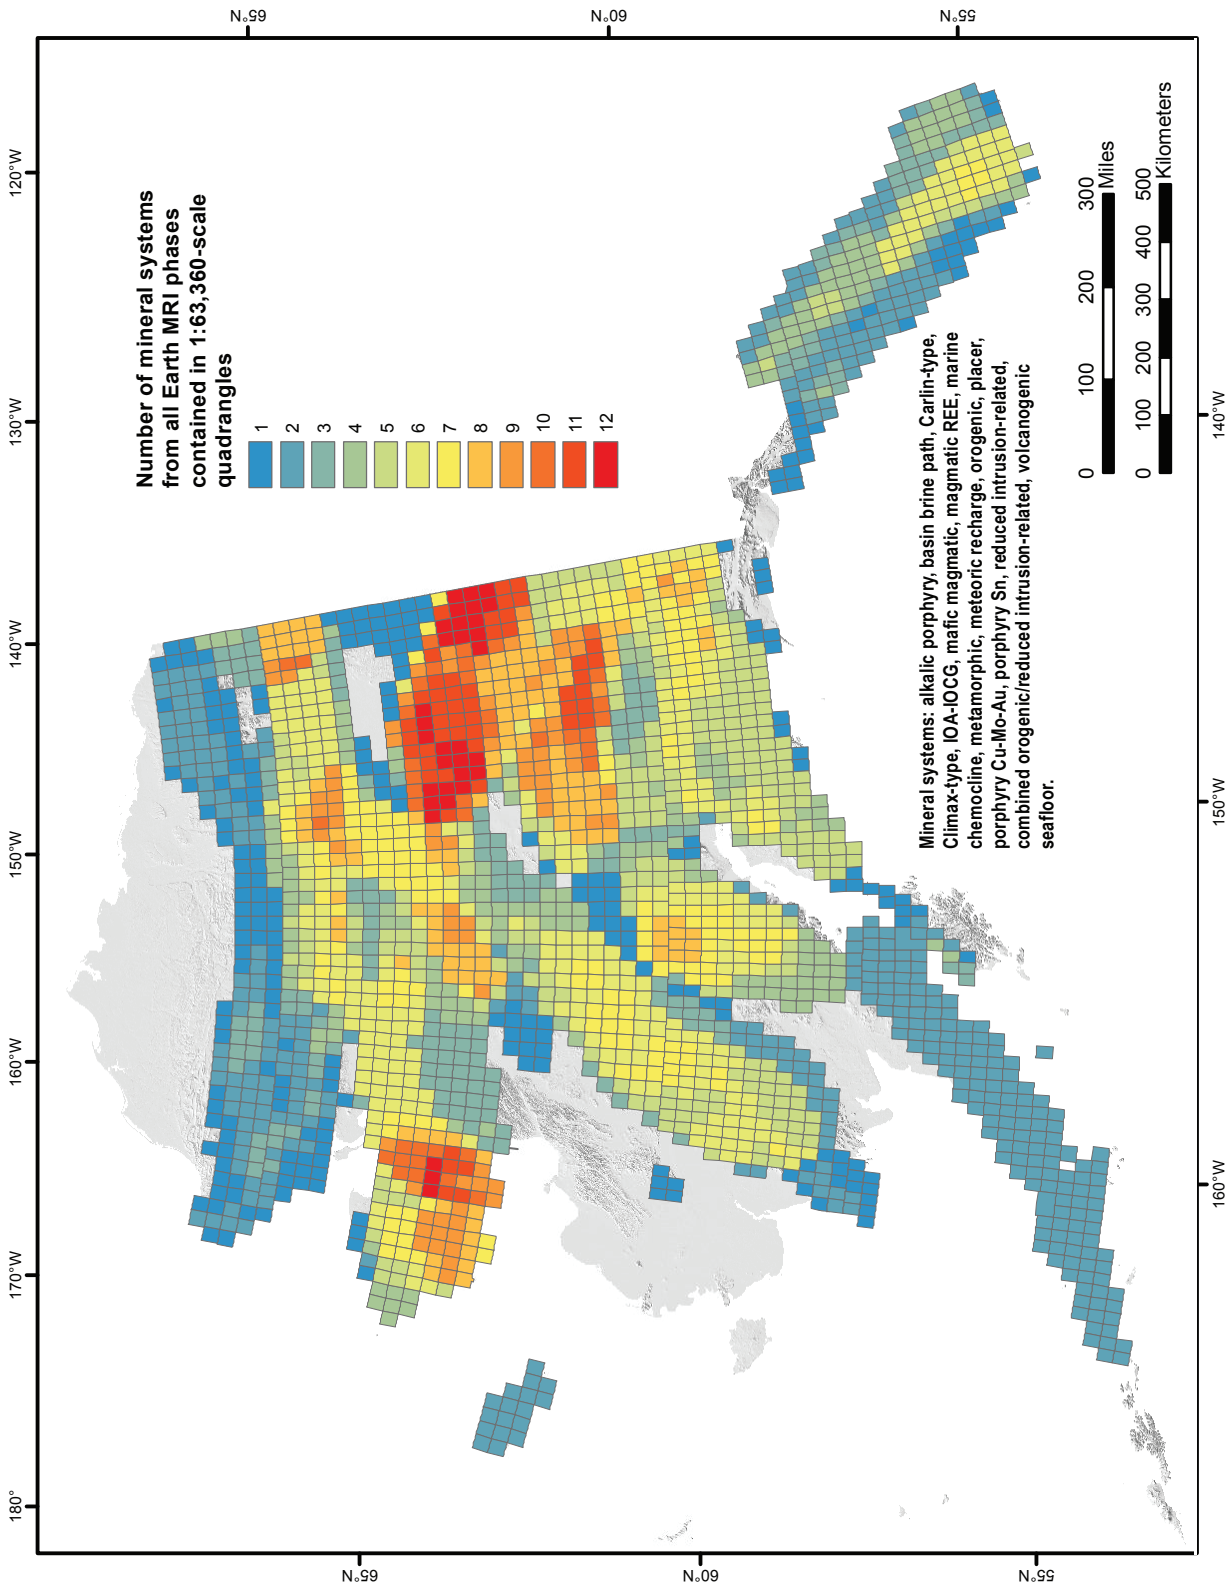 Number of mineral systems
from all Earth MRI phases
contained in 1:63,360-scale
quadrangles
1
2
3
4
5
6
7
8
9
10
11
12
Mineral systems: alkalic porphyry, basin brine path, Carlin-type,
Climax-type, IOA-IOCG, mafic magmatic, magmatic REE, marine
chemocline, metamorphic, meteoric recharge, orogenic, placer,
porphyry Cu-Mo-Au, porphyry Sn, reduced intrusion-related,
combined orogenic/reduced intrusion-related, volcanogenic
seafloor.
0 100 200 300
Miles
0 100 200 300 400 500
Kilometers
180°
170°W
160°W
150°W
140°W
130°W
120°W
65°N
60°N
55°N
65°N
60°N
55°N
160°W
150°W
140°W